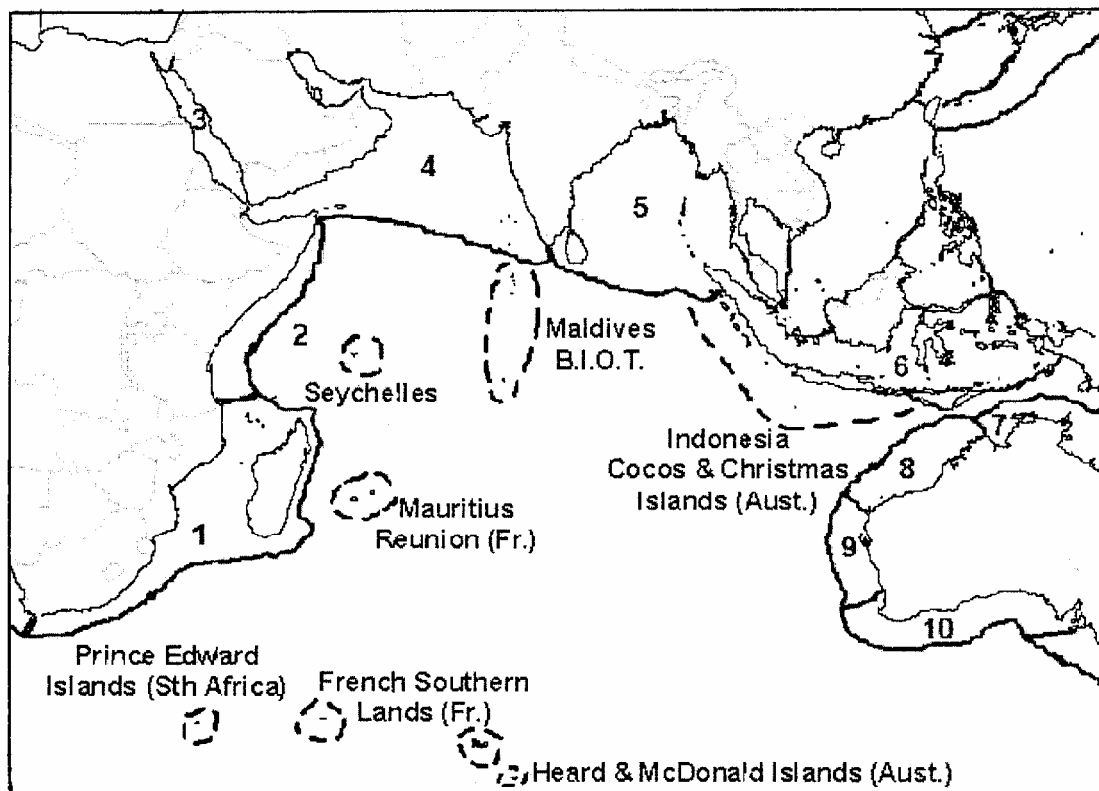 3
4
5
2
Maldives
B.I.O.T.
Seychelles
6
Indonesia
Cocos & Christmas
Islands (Aust.)
7
8
Mauritius
Reunion (Fr.)
1
9
10
Prince Edward
Islands (Sth Africa)
French Southern
Lands (Fr.)
Heard & McDonald Islands (Aust.)